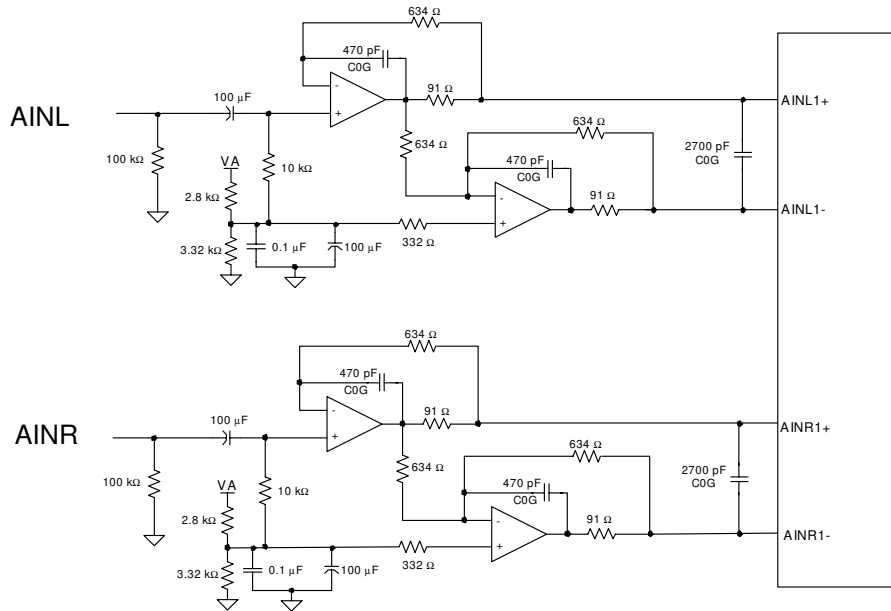 634 Ω
470 pF
C0G
-
+
91 Ω
AINL1+
100 µF
AINL
634 Ω
634 Ω
2700 pF
C0G
470 pF
C0G
100 kΩ
VA
10 kΩ
2.8 kΩ
-
+
91 Ω
AINL1-
332 Ω
3.32 kΩ
0.1 µF
100 µF
634 Ω
470 pF
C0G
-
+
91 Ω
AINR1+
100 µF
AINR
634 Ω
634 Ω
2700 pF
C0G
470 pF
C0G
100 kΩ
VA
10 kΩ
2.8 kΩ
-
+
91 Ω
AINR1-
332 Ω
3.32 kΩ
0.1 µF
100 µF